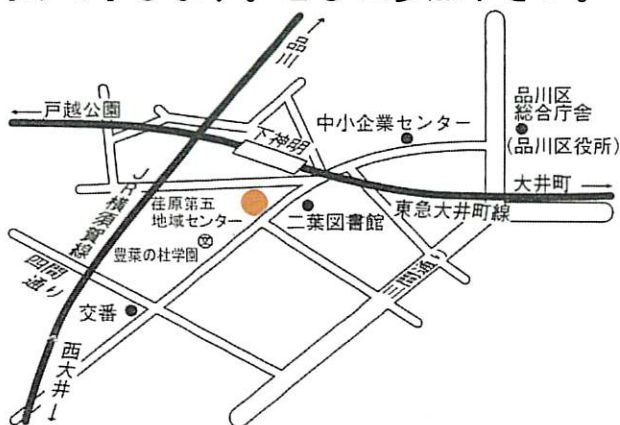 品川
戸越公園
下神明
中小企業センター
品川区
総合庁舎
(品川区役所)
大井町
東急大井町線
JR横須賀線
荏原第五
地域センター
二葉図書館
文
豊葉の杜学園
四間
通り
三間通り
交番
西大井